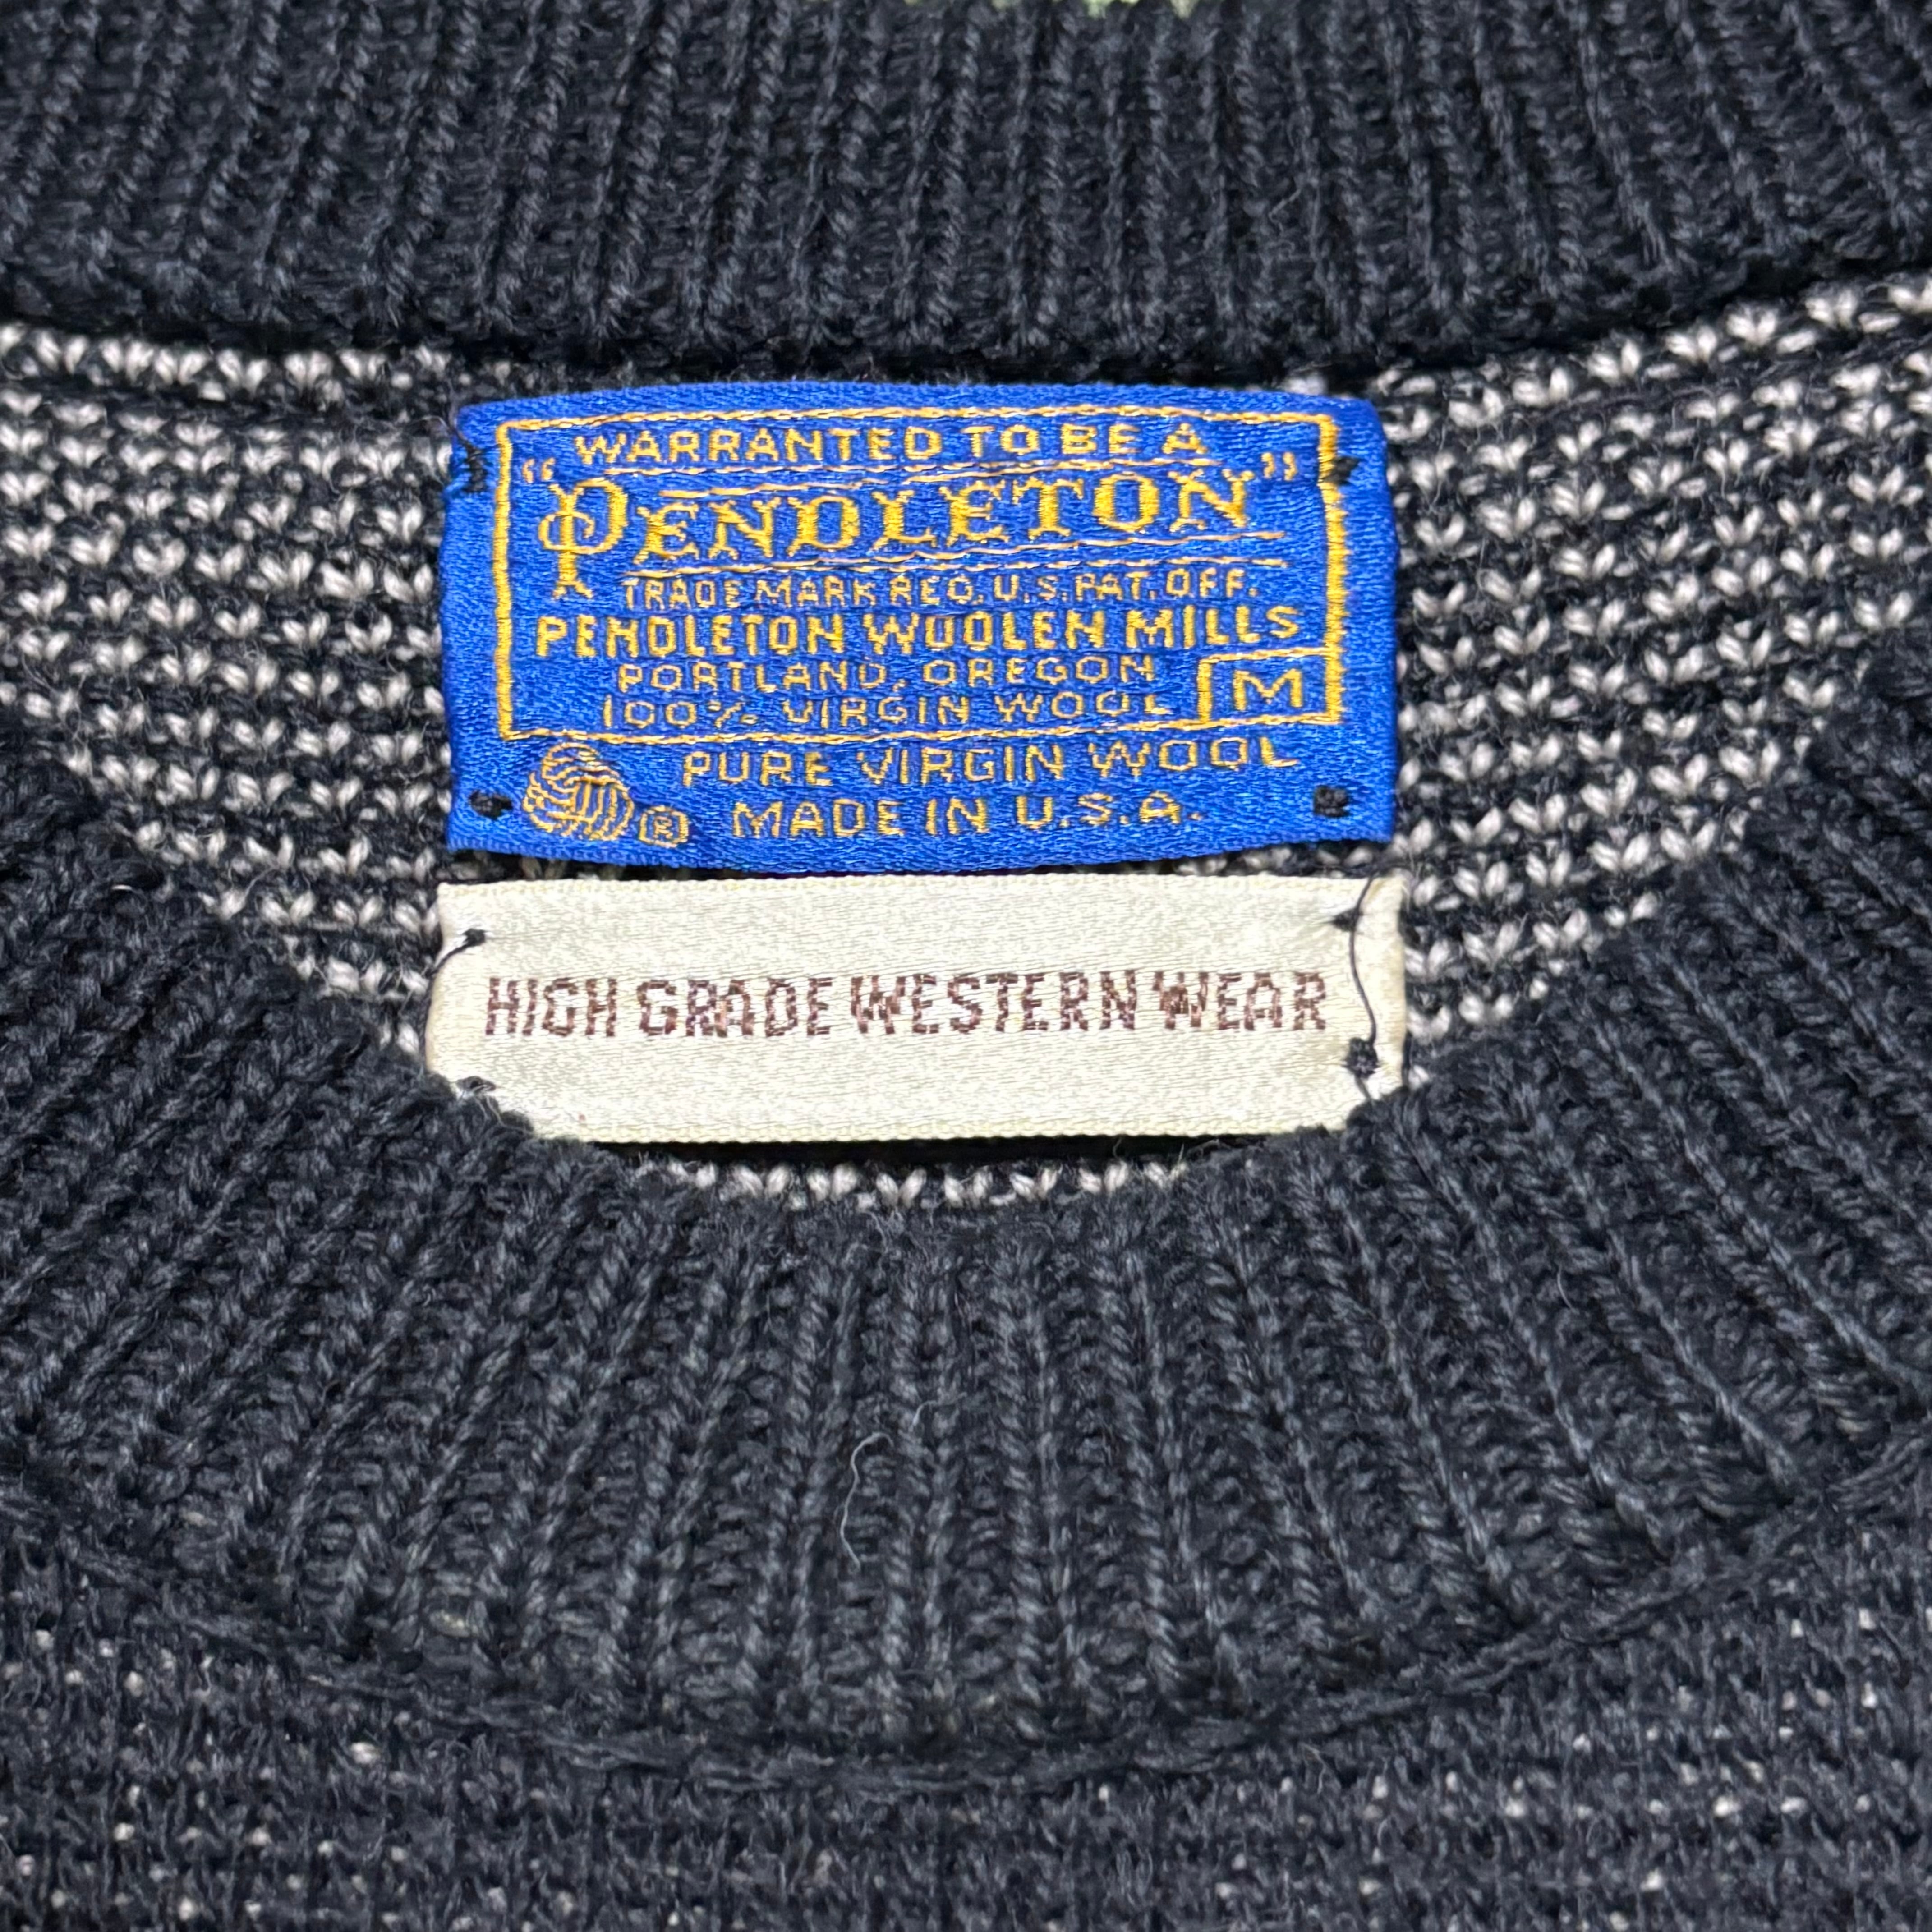 WARRANTED TO BE A
"PENDLETON"
TRADE MARK REG. U.S. PAT. OFF.
PENDLETON WOOLEN MILLS
PORTLAND, OREGON
100% VIRGIN WOOL M
PURE VIRGIN WOOL
® MADE IN U.S.A.
HIGH GRADE WESTERN WEAR